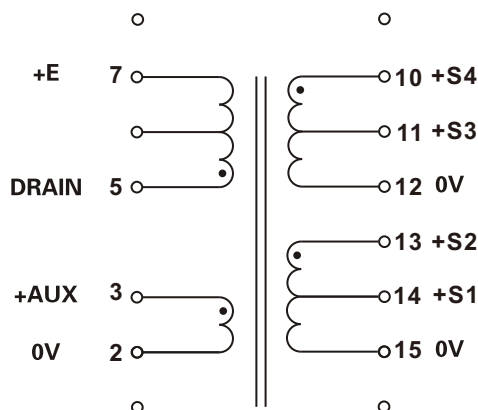 +E 7
DRAIN 5
+AUX 3
0V 2
10 +S4
11 +S3
12 0V
13 +S2
14 +S1
15 0V